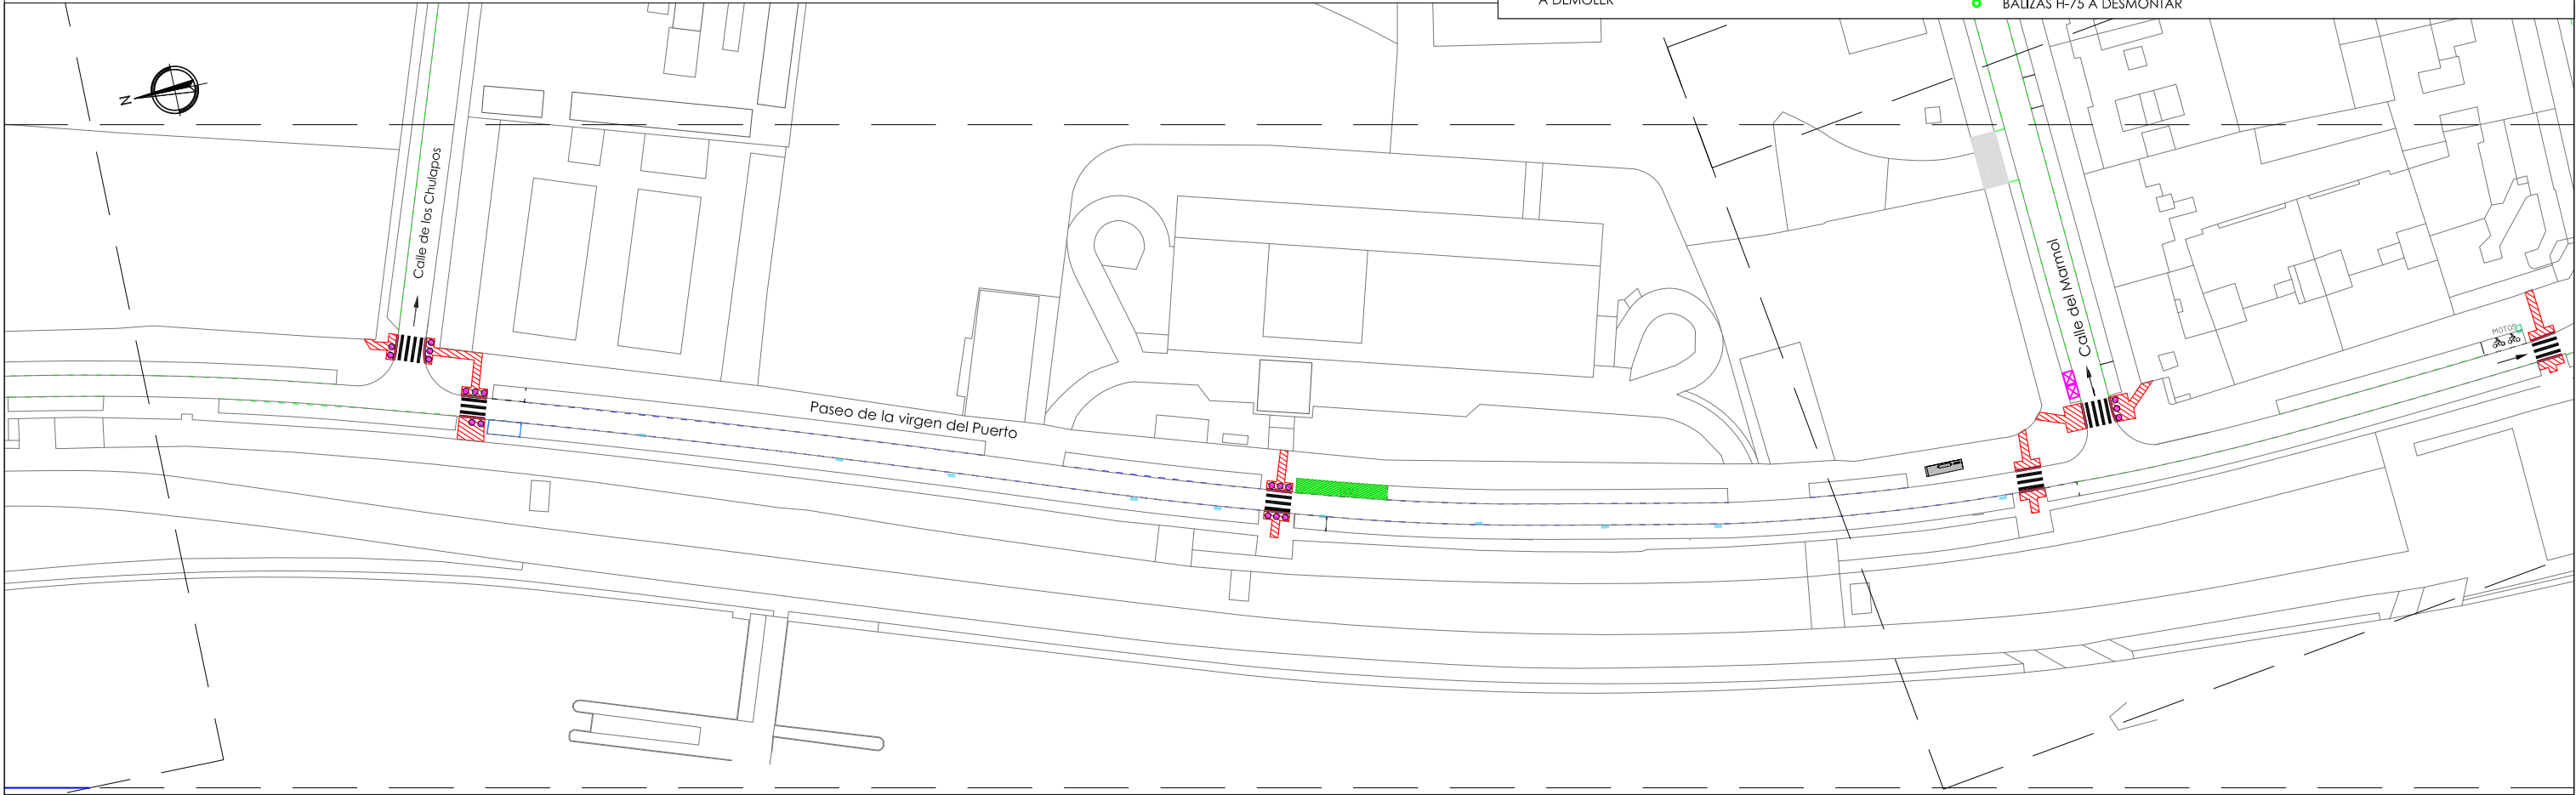 A DEMOLER
BALIZAS H-75 A DESMONTAR
N
Calle de los Chulapos
Calle del Marmol
MOTOS
Paseo de la virgen del Puerto